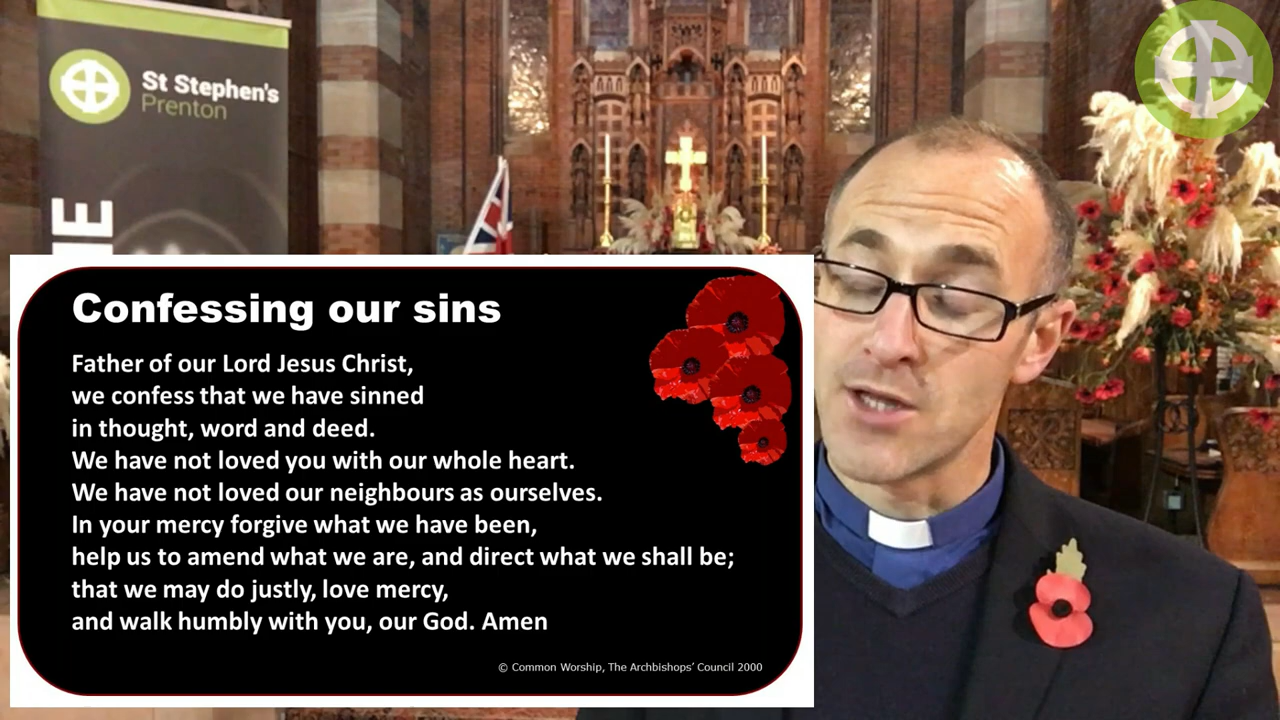 St Stephen's
Prenton
NE
Confessing our sins
Father of our Lord Jesus Christ,
we confess that we have sinned
in thought, word and deed.
We have not loved you with our whole heart.
We have not loved our neighbours as ourselves.
In your mercy forgive what we have been,
help us to amend what we are, and direct what we shall be;
that we may do justly, love mercy,
and walk humbly with you, our God. Amen
© Common Worship, The Archbishops’ Council 2000